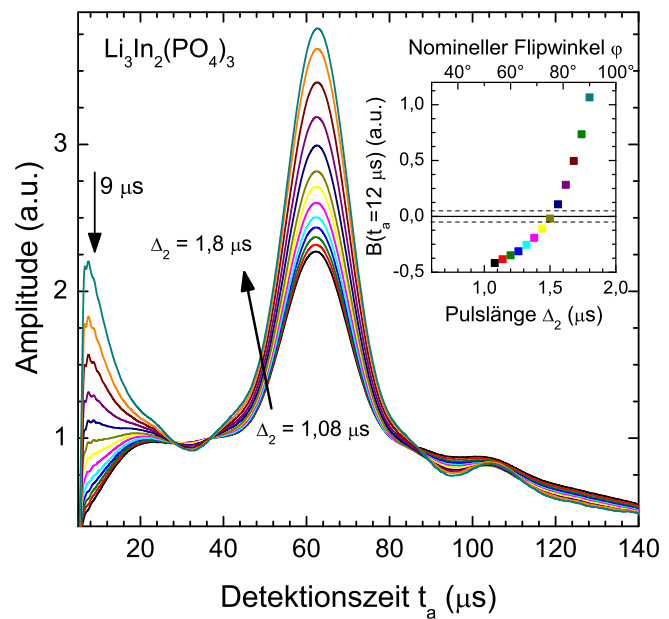 Li3In2(PO4)3
Nomineller Flipwinkel φ
40° 60° 80° 100°
1,0
0,5
0,0
-0,5
B(ta=12 μs) (a.u.)
1,0 1,5 2,0
Pulslänge Δ2 (μs)
9 μs
Δ2 = 1,8 μs
Δ2 = 1,08 μs
3
2
1
Amplitude (a.u.)
20 40 60 80 100 120 140
Detektionszeit ta (μs)